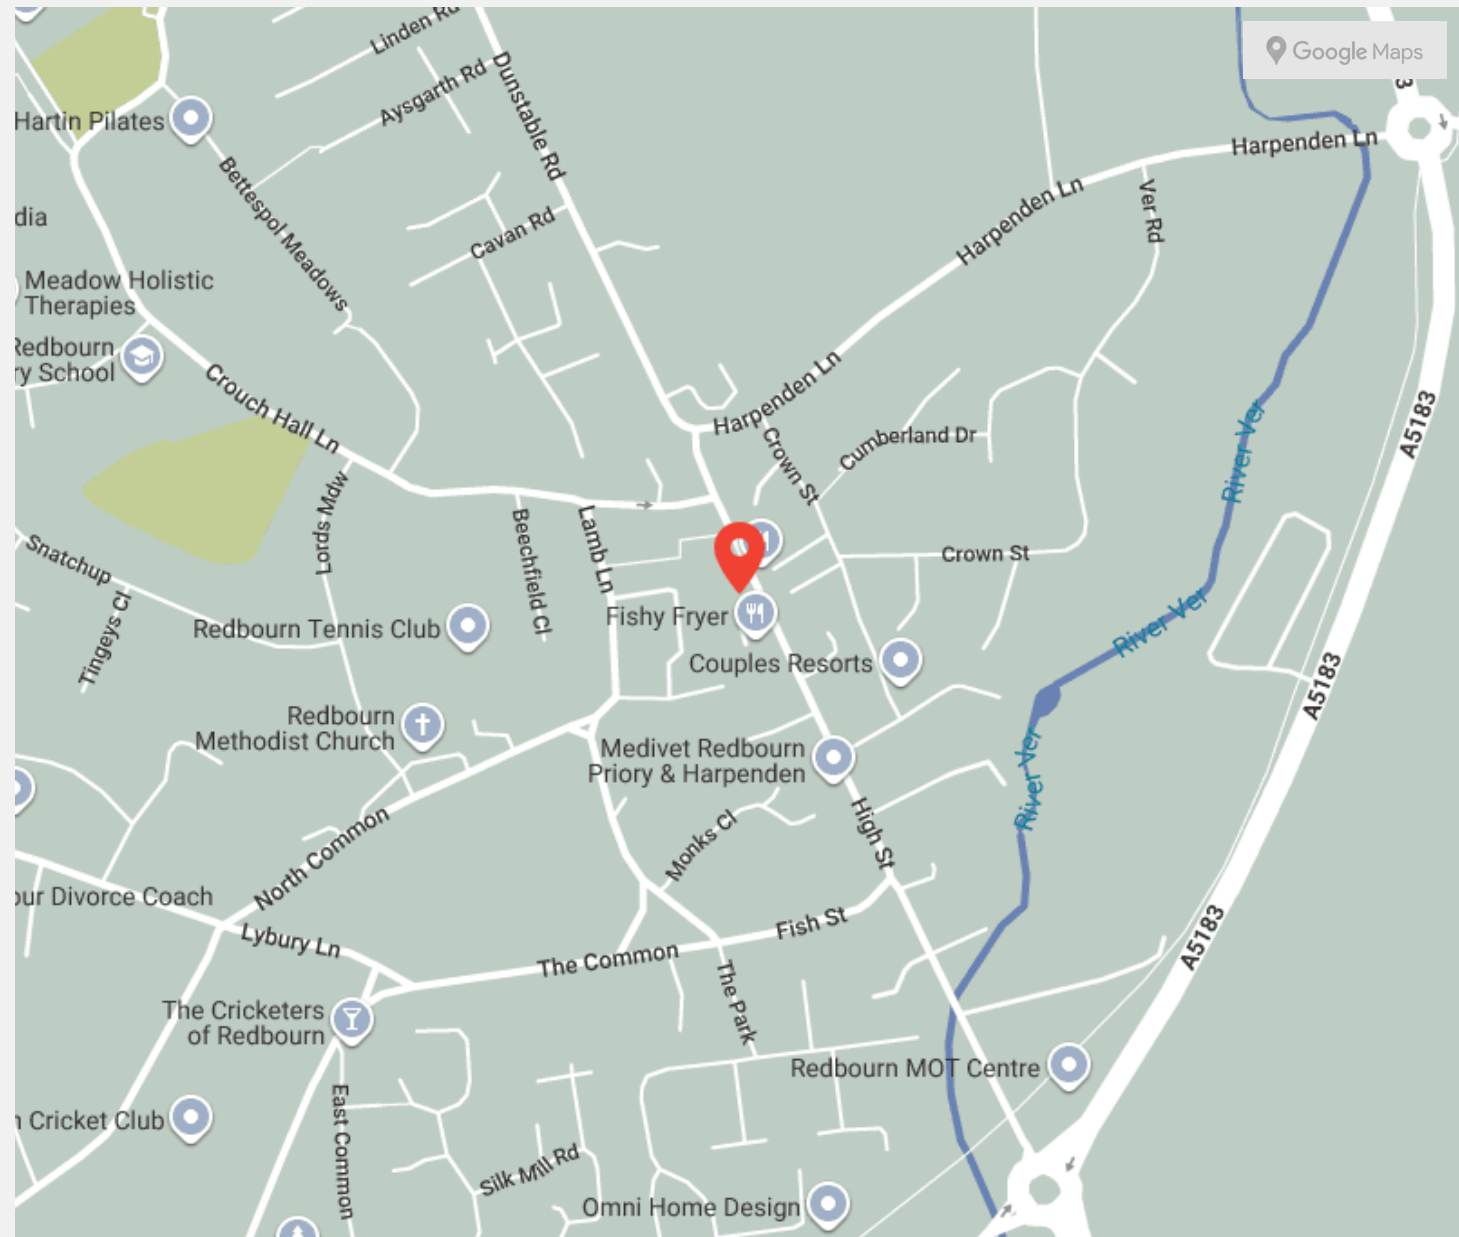 Linden Rd
Google Maps
Aysgarth Rd
Dunstable Rd
3
Hartin Pilates
Harpenden Ln
Bettespol Meadows
Harpenden Ln
Ver Rd
dia
Cavan Rd
Meadow Holistic
Therapies
Redbourn
ry School
Crouch Hall Ln
Harpenden Ln
Crown St
Cumberland Dr
River Ver
A5183
Lords Mdw
Beechfield Cl
Lamb Ln
Snatchup
Crown St
Tingeys Cl
Redbourn Tennis Club
Fishy Fryer
River Ver
Couples Resorts
A5183
Redbourn
Methodist Church
Medivet Redbourn
Priory & Harpenden
River Ver
High St
North Common
Monks Cl
our Divorce Coach
Lybury Ln
Fish St
A5183
The Common
The Park
The Cricketers
of Redbourn
Redbourn MOT Centre
n Cricket Club
East Common
Silk Mill Rd
Omni Home Design